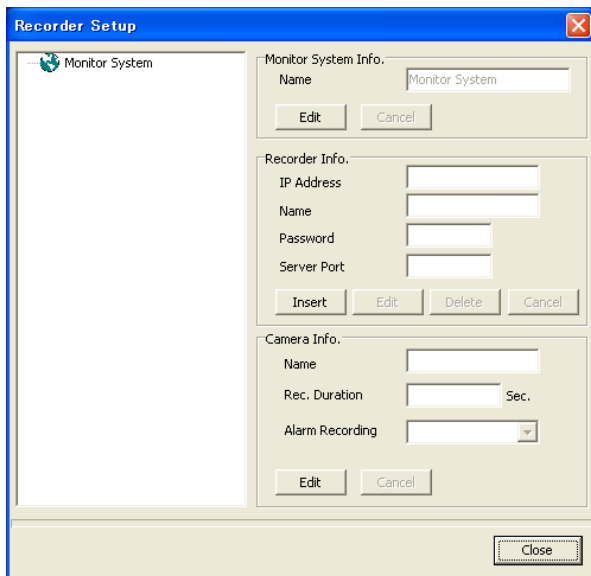 Recorder Setup
Monitor System
Monitor System Info.
Name Monitor System
Edit Cancel
Recorder Info.
IP Address
Name
Password
Server Port
Insert Edit Delete Cancel
Camera Info.
Name
Rec. Duration Sec.
Alarm Recording
Edit Cancel
Close